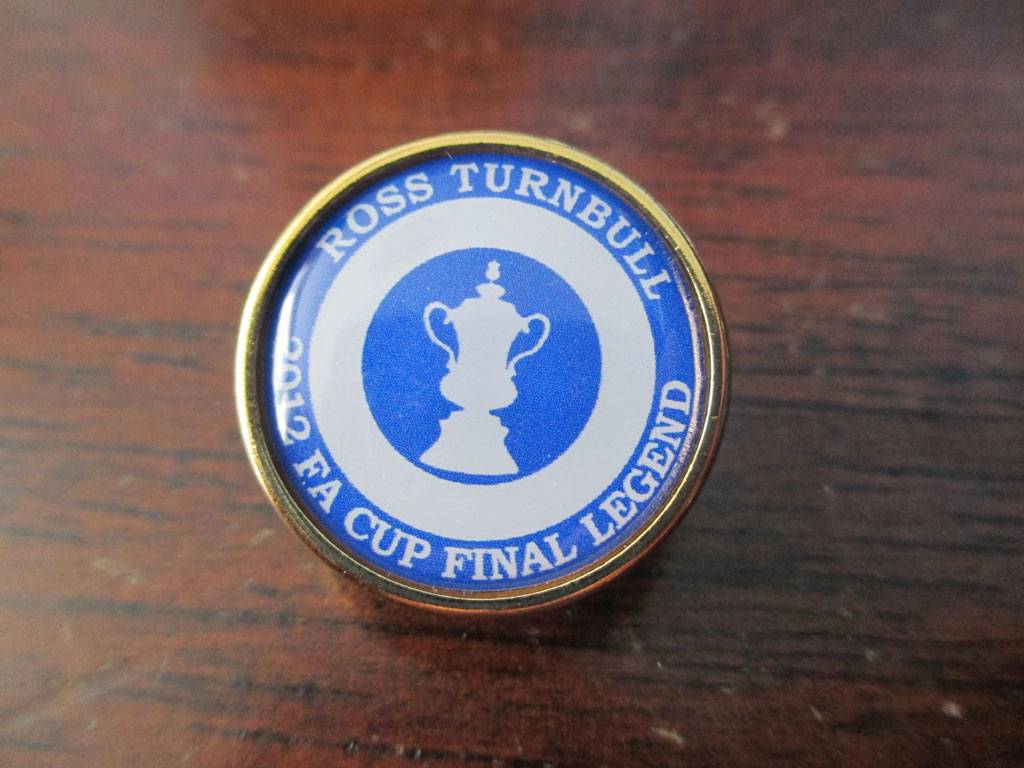 ROSS TURNBULL
2012 FA CUP FINAL LEGEND